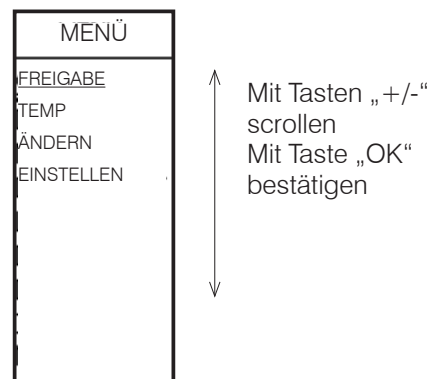 MENÜ
FREIGABE
TEMP
ÄNDERN
EINSTELLEN
Mit Tasten „+/-“
scrollen
Mit Taste „OK“
bestätigen